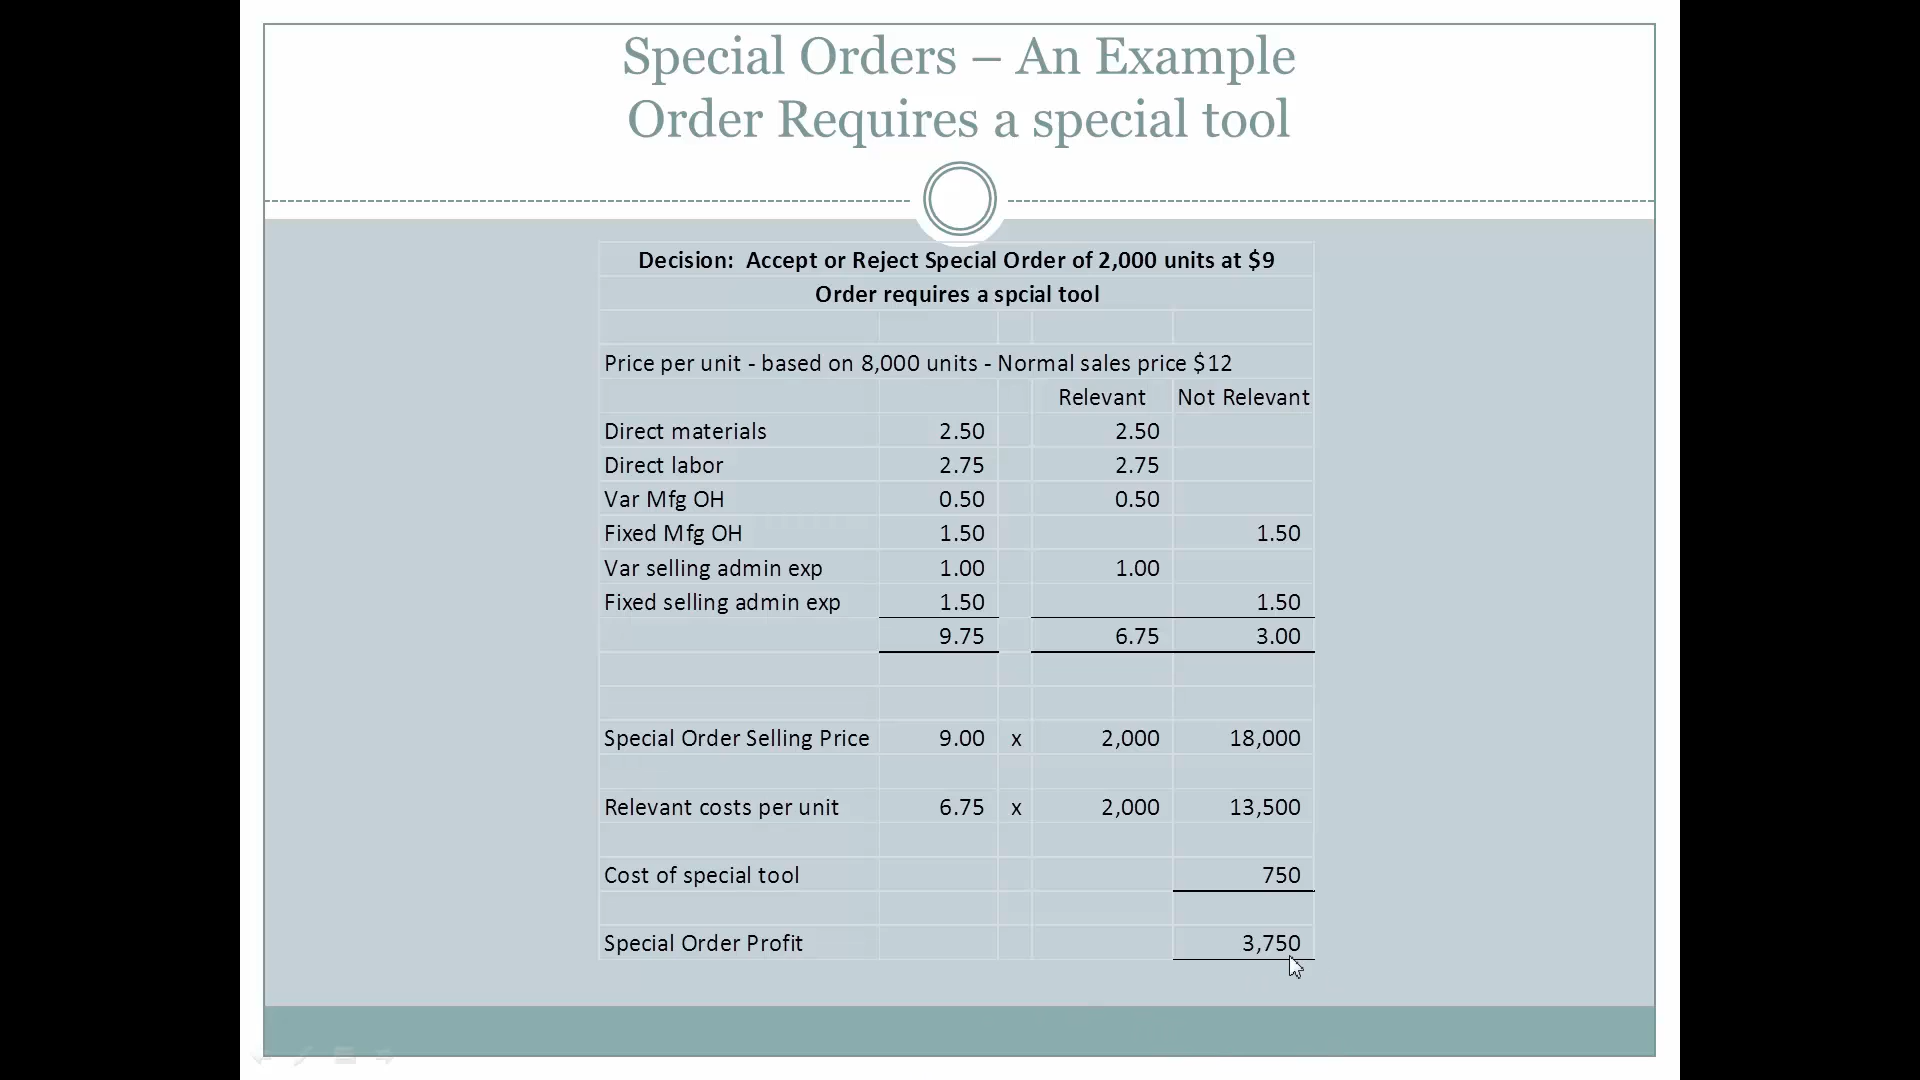 Special Orders – An Example
Order Requires a special tool
Decision: Accept or Reject Special Order of 2,000 units at $9
Order requires a spcial tool
Price per unit - based on 8,000 units - Normal sales price $12
Relevant Not Relevant
Direct materials 2.50 2.50
Direct labor 2.75 2.75
Var Mfg OH 0.50 0.50
Fixed Mfg OH 1.50 1.50
Var selling admin exp 1.00 1.00
Fixed selling admin exp 1.50 1.50
9.75 6.75 3.00
Special Order Selling Price 9.00 x 2,000 18,000
Relevant costs per unit 6.75 x 2,000 13,500
Cost of special tool 750
Special Order Profit 3,750